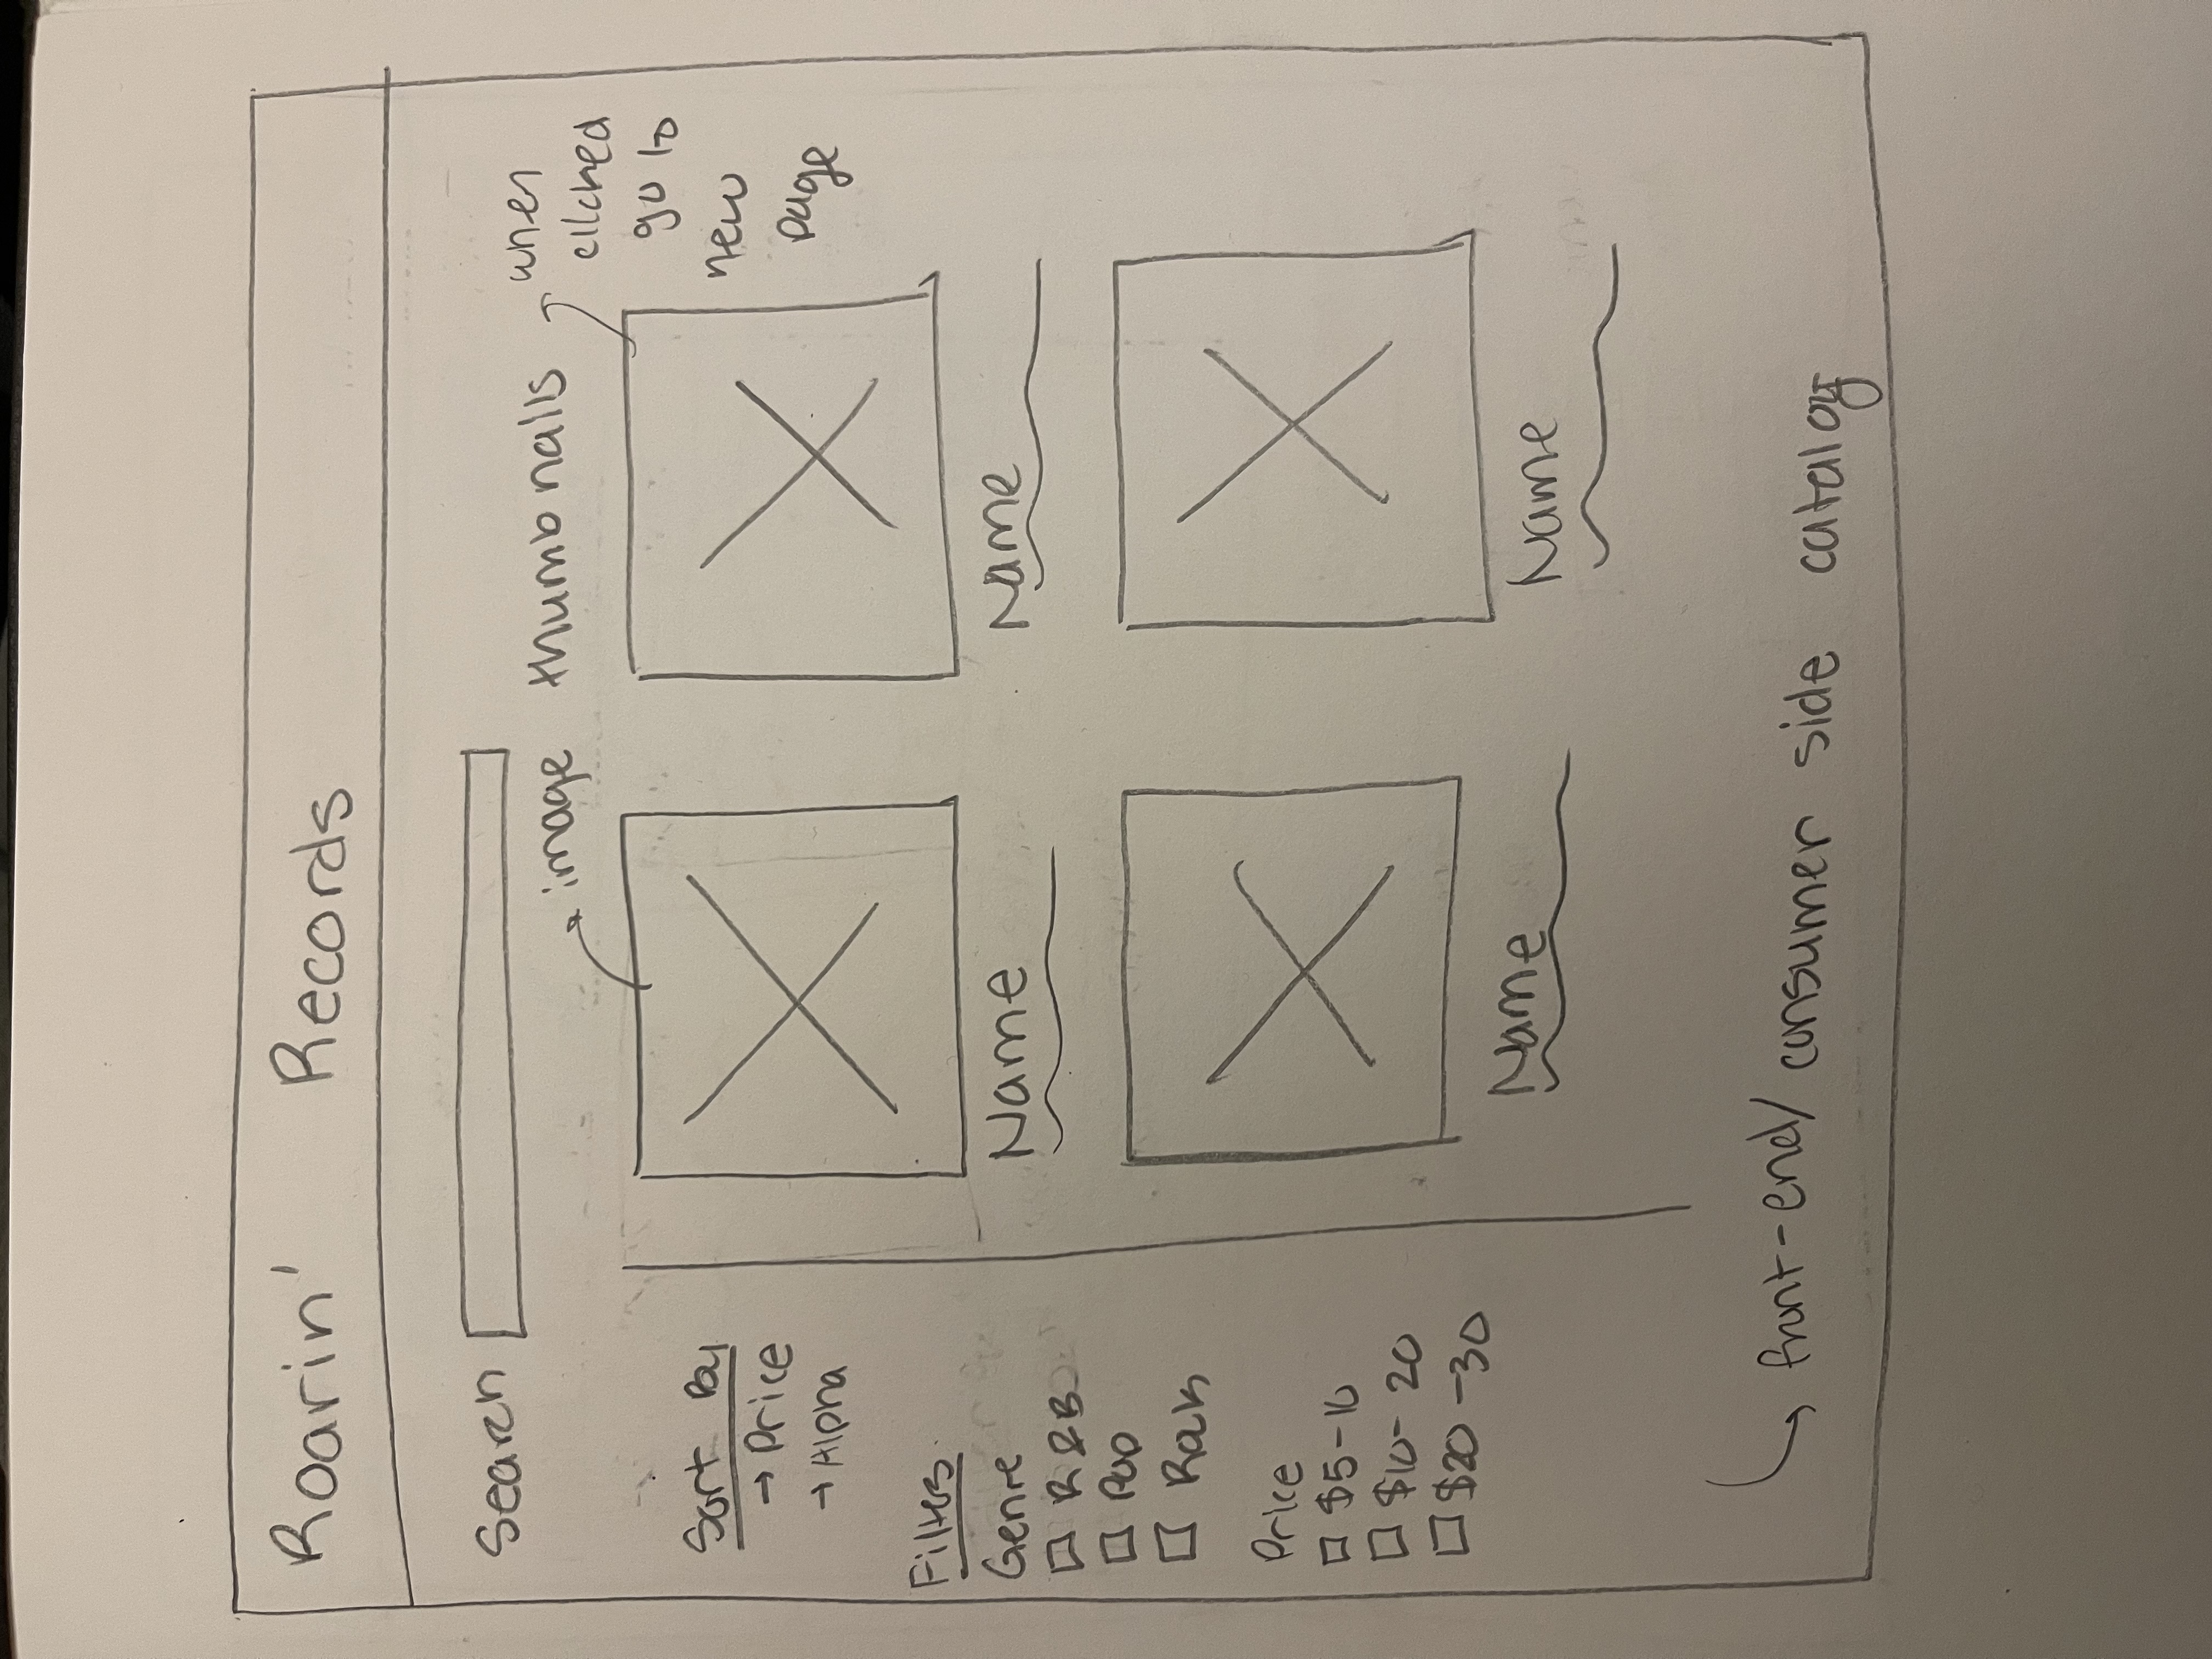 Roarin' Records
Search
image thumbnails
when
clicked
go to
new
page
Sort By
→ Price
→ Alpha
Filters
Genre
R&B
Pop
Rock
Price
$5-10
$10-20
$20-30
Name
Name
Name
Name
front-end/consumer side catalog